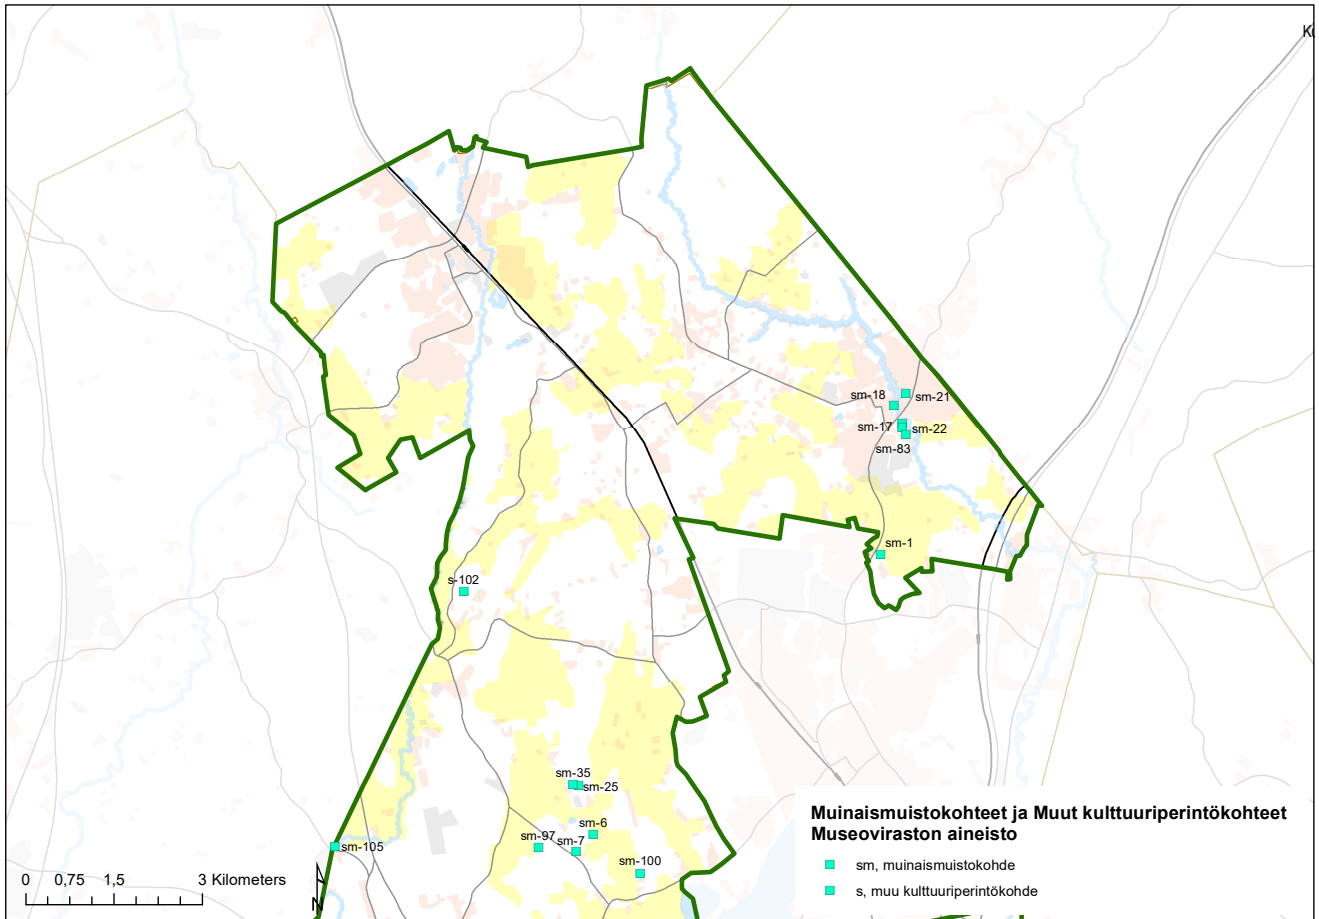 Kı
sm-18
sm-21
sm-17
sm-22
sm-83
sm-1
s-102
sm-35
sm-25
sm-6
sm-97
sm-7
sm-100
sm-105
0 0,75 1,5 3 Kilometers
N
Muinaismuistokohteet ja Muut kulttuuriperintökohteet
Museoviraston aineisto
sm, muinaismuistokohde
s, muu kulttuuriperintökohde